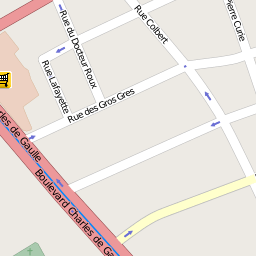 Rue du Docteur Roux
Rue Colbert
Pierre Curie
Rue Lafayette
Rue des Gros Gres
les de Gaulle
Boulevard Charles de Ga